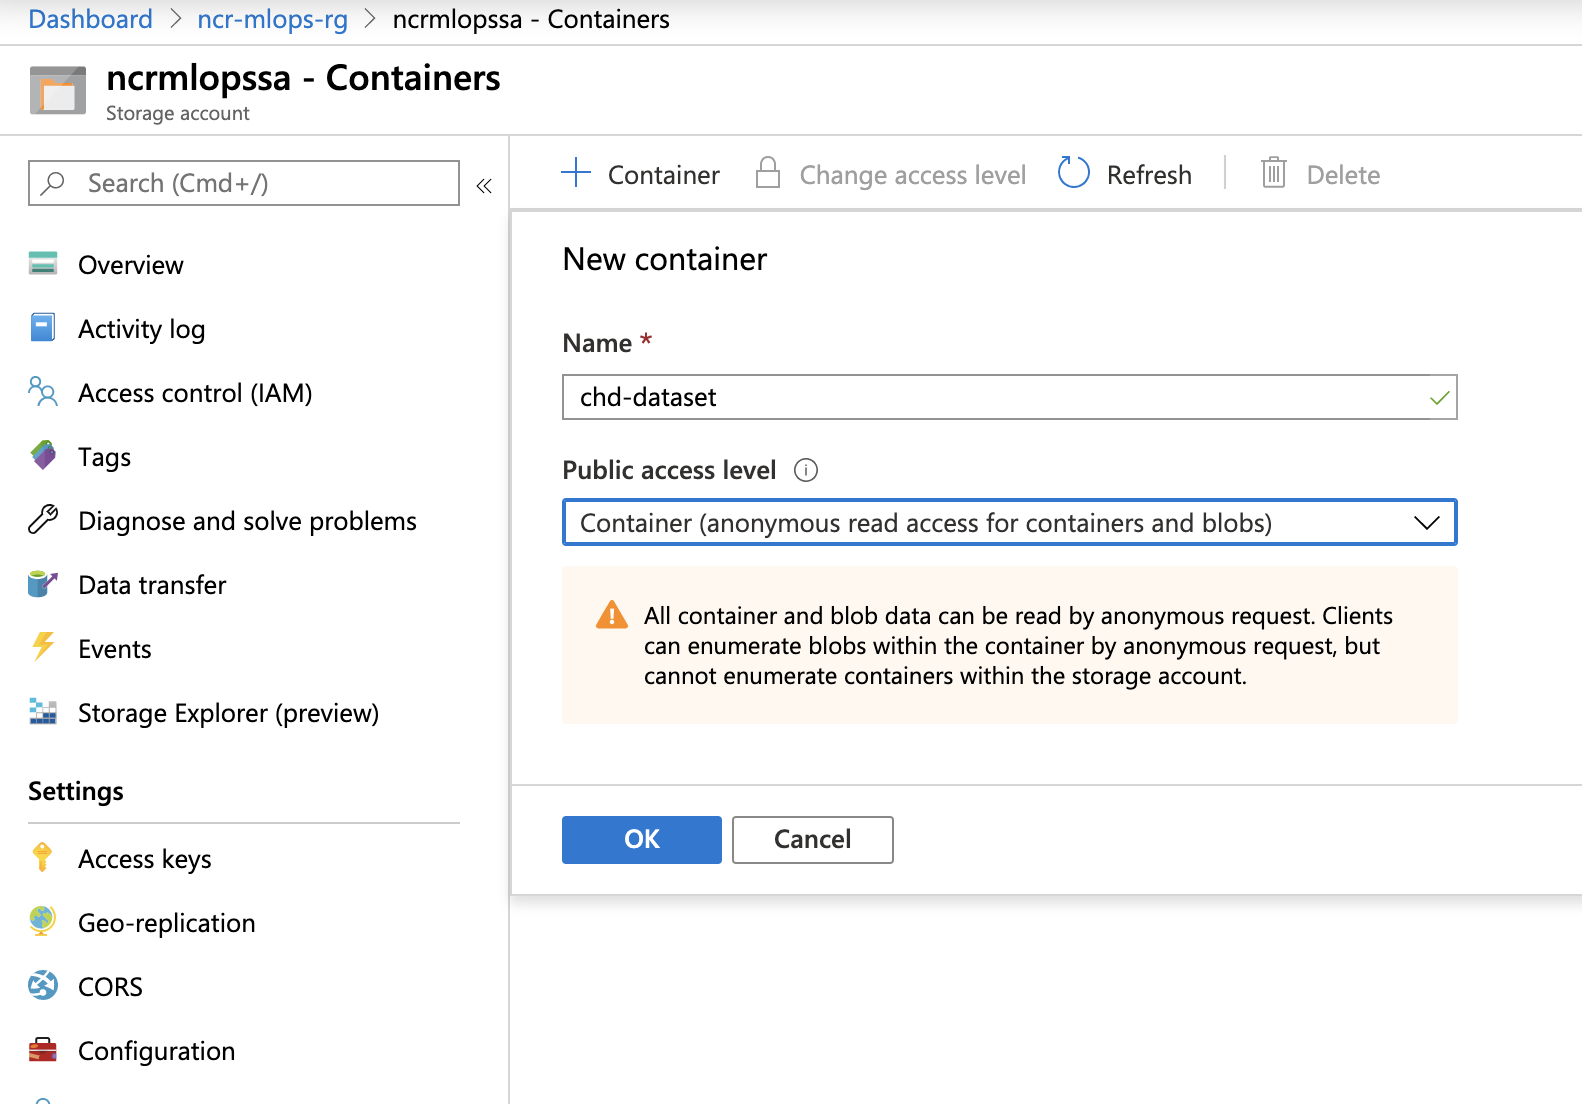 Dashboard > ncr-mlops-rg > ncrmlopssa - Containers
ncrmlopssa - Containers
Storage account
Search (Cmd+/)
«
Overview
Activity log
Access control (IAM)
Tags
Diagnose and solve problems
Data transfer
Events
Storage Explorer (preview)
Settings
Access keys
Geo-replication
CORS
Configuration
+ Container
Change access level
Refresh
Delete
New container
Name *
chd-dataset
Public access level
Container (anonymous read access for containers and blobs)
All container and blob data can be read by anonymous request. Clients
can enumerate blobs within the container by anonymous request, but
cannot enumerate containers within the storage account.
OK
Cancel